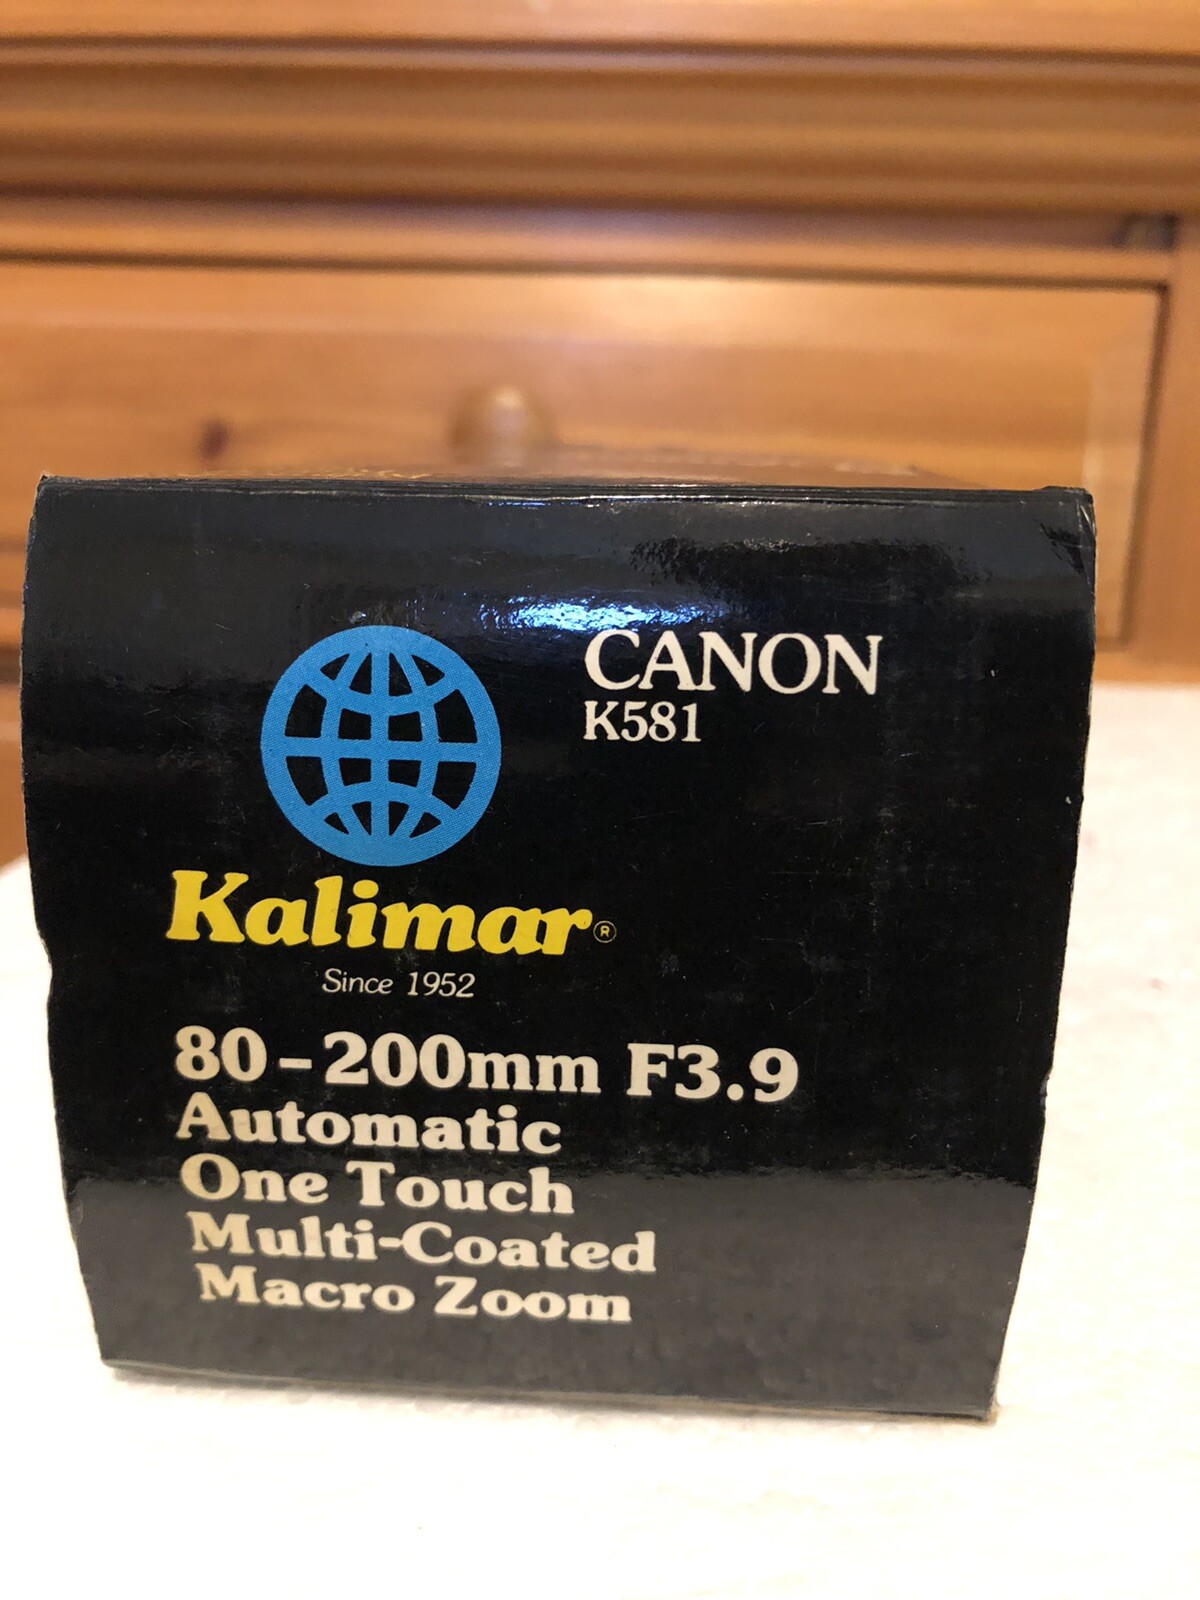 CANON
K581
Kalimar®
Since 1952
80-200mm F3.9
Automatic
One Touch
Multi-Coated
Macro Zoom